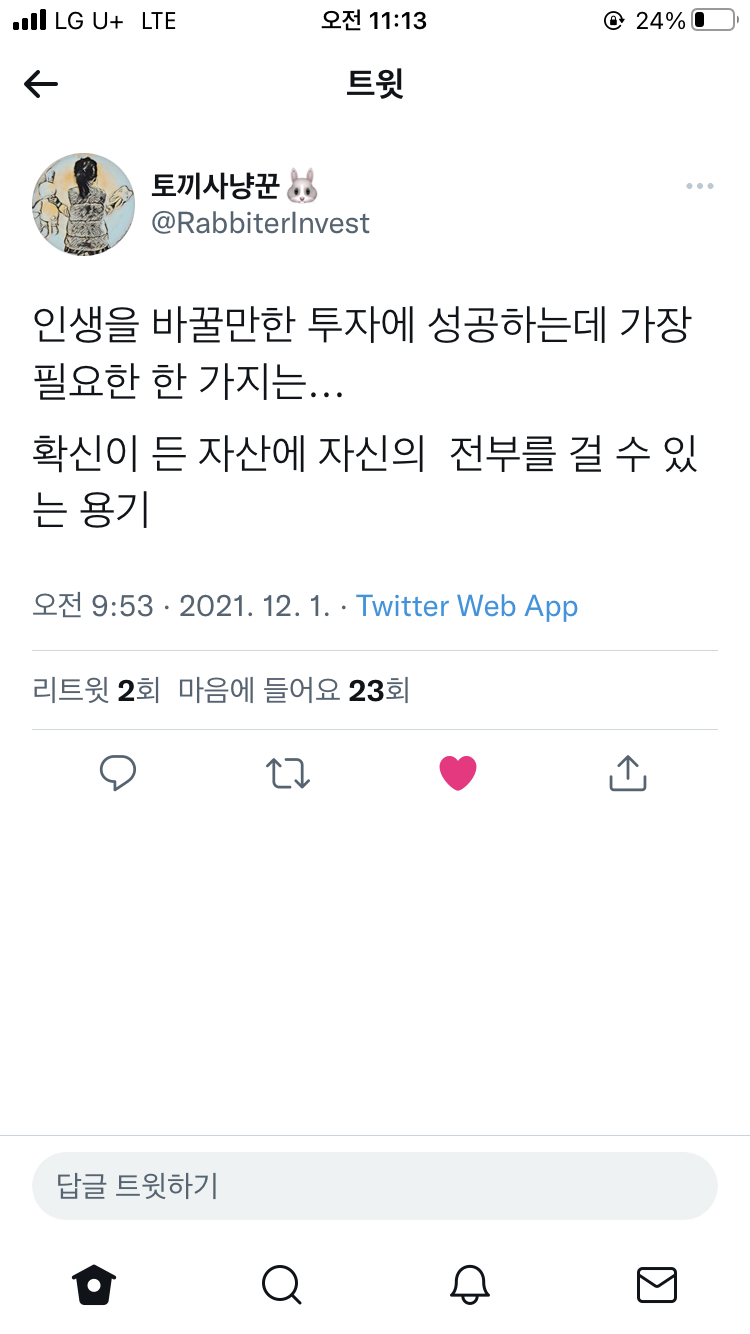 LG U+ LTE 오전 11:13 24%
트윗
토끼사냥꾼🐰
@RabbiterInvest
인생을 바꿀만한 투자에 성공하는데 가장
필요한 한 가지는...
확신이 든 자산에 자신의  전부를 걸 수 있
는 용기
오전 9:53 · 2021. 12. 1. · Twitter Web App
리트윗 2회 마음에 들어요 23회
답글 트윗하기